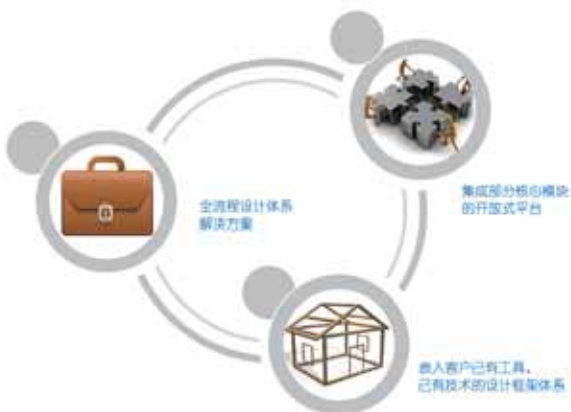 全流程设计体系
解决方案
集成部分核心模块
的开放式平台
嵌入客户已有工具、
己有技术的设计框架体系